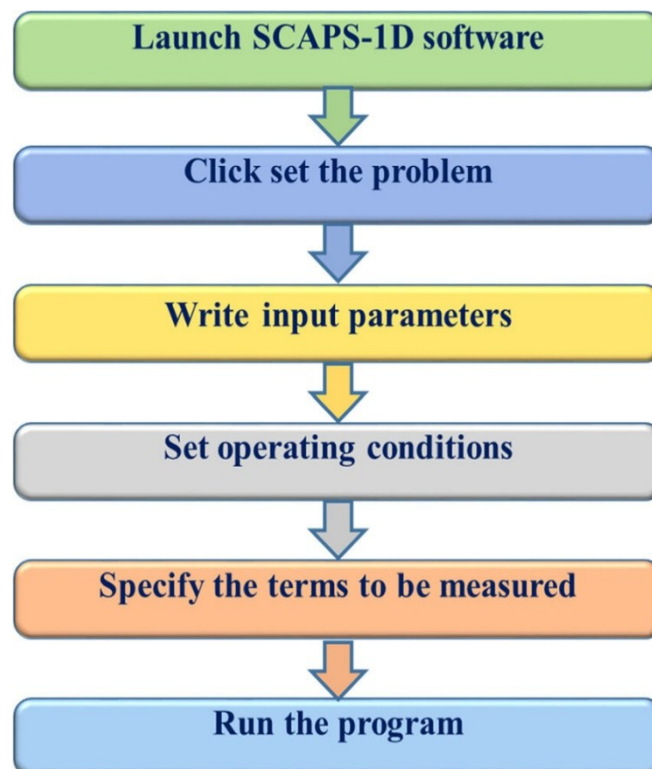 Launch SCAPS-1D software
Click set the problem
Write input parameters
Set operating conditions
Specify the terms to be measured
Run the program